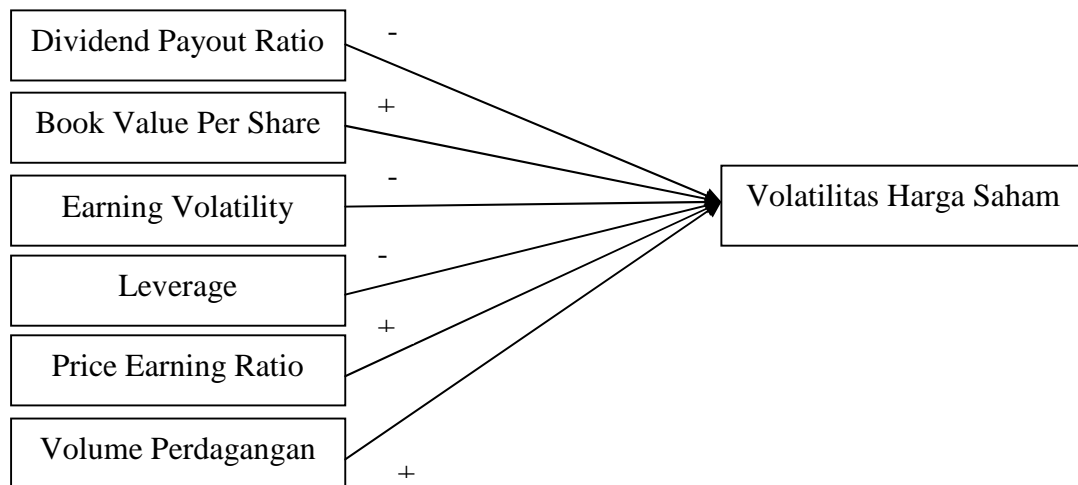 Dividend Payout Ratio
-
Book Value Per Share
+
Earning Volatility
-
Leverage
-
Price Earning Ratio
+
Volume Perdagangan
+
Volatilitas Harga Saham